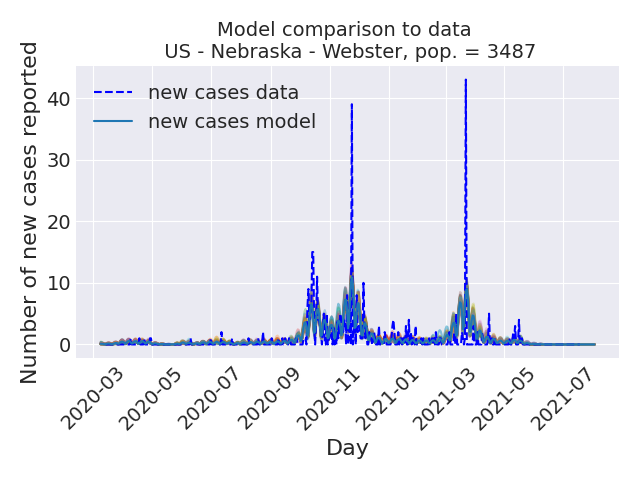 Model comparison to data
US - Nebraska - Webster, pop. = 3487
Number of new cases reported
new cases data
new cases model
40
30
20
10
0
2020-03
2020-05
2020-07
2020-09
2020-11
2021-01
2021-03
2021-05
2021-07
Day